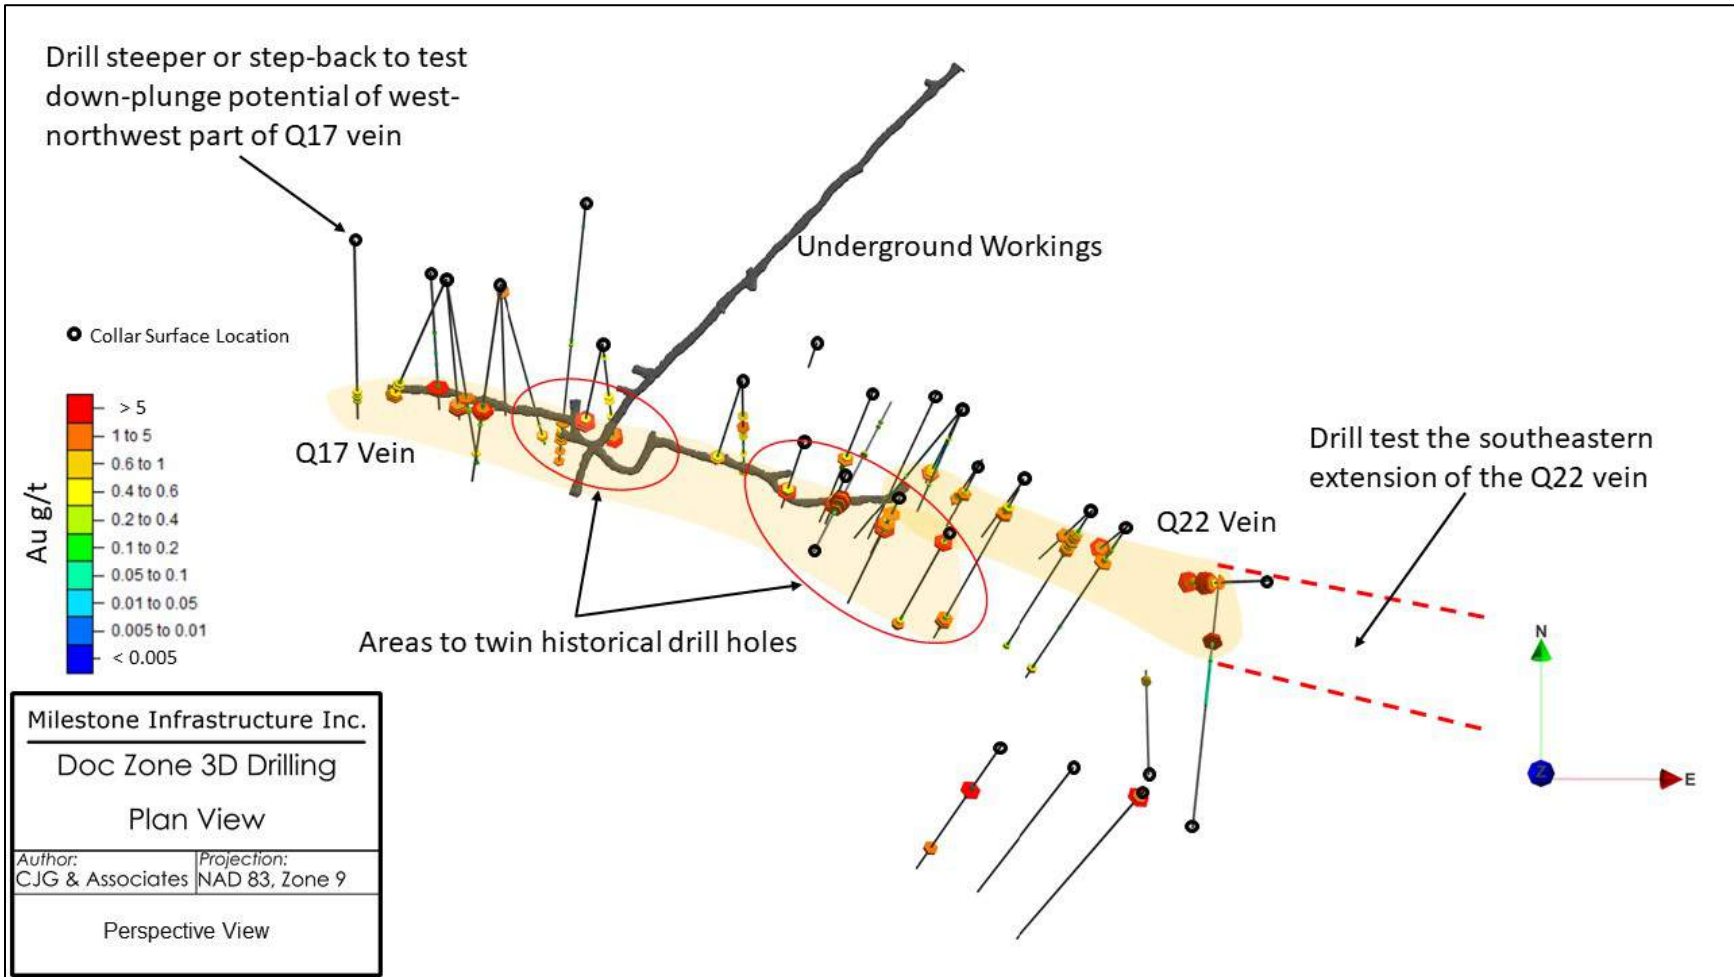 Drill steeper or step-back to test
down-plunge potential of west-
northwest part of Q17 vein
Underground Workings
Collar Surface Location
Au g/t
> 5
1 to 5
0.6 to 1
0.4 to 0.6
0.2 to 0.4
0.1 to 0.2
0.05 to 0.1
0.01 to 0.05
0.005 to 0.01
< 0.005
Q17 Vein
Drill test the southeastern
extension of the Q22 vein
Q22 Vein
Areas to twin historical drill holes
N
Z
E
Milestone Infrastructure Inc.
Doc Zone 3D Drilling
Plan View
Author:
CJG & Associates
Projection:
NAD 83, Zone 9
Perspective View